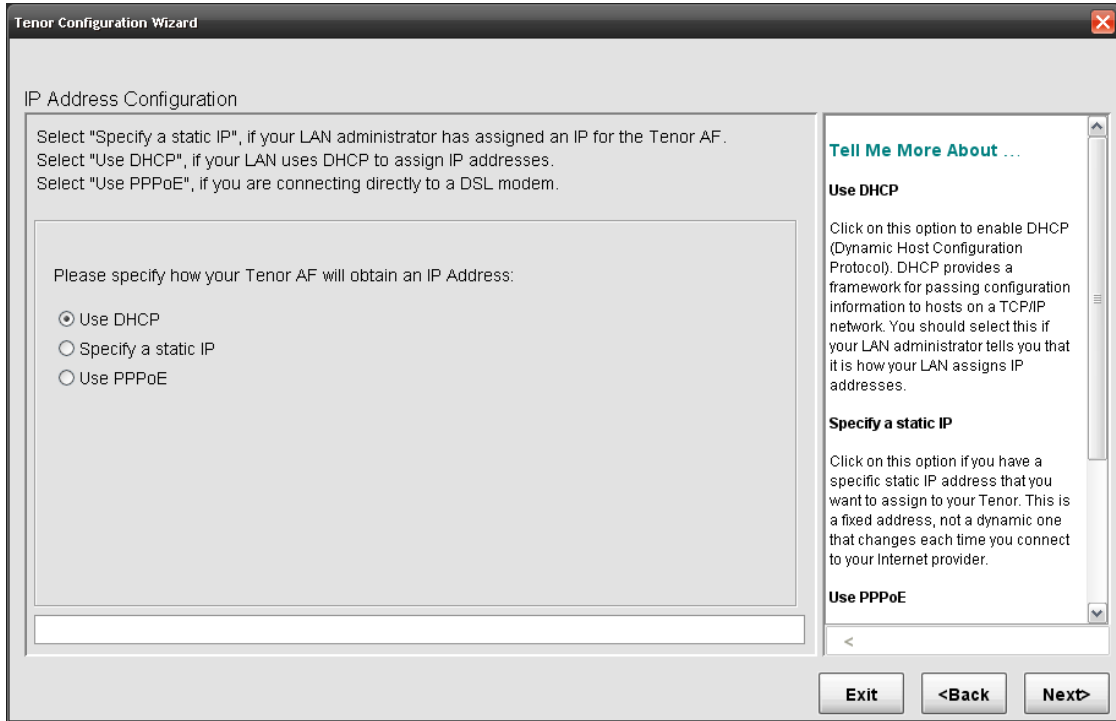 Tenor Configuration Wizard
IP Address Configuration
Select "Specify a static IP", if your LAN administrator has assigned an IP for the Tenor AF.
Select "Use DHCP", if your LAN uses DHCP to assign IP addresses.
Select "Use PPPoE", if you are connecting directly to a DSL modem.
Please specify how your Tenor AF will obtain an IP Address:
Use DHCP
Specify a static IP
Use PPPoE
Tell Me More About ...
Use DHCP
Click on this option to enable DHCP
(Dynamic Host Configuration
Protocol). DHCP provides a
framework for passing configuration
information to hosts on a TCP/IP
network. You should select this if
your LAN administrator tells you that
it is how your LAN assigns IP
addresses.
Specify a static IP
Click on this option if you have a
specific static IP address that you
want to assign to your Tenor. This is
a fixed address, not a dynamic one
that changes each time you connect
to your Internet provider.
Use PPPoE
<
Exit
<Back
Next>